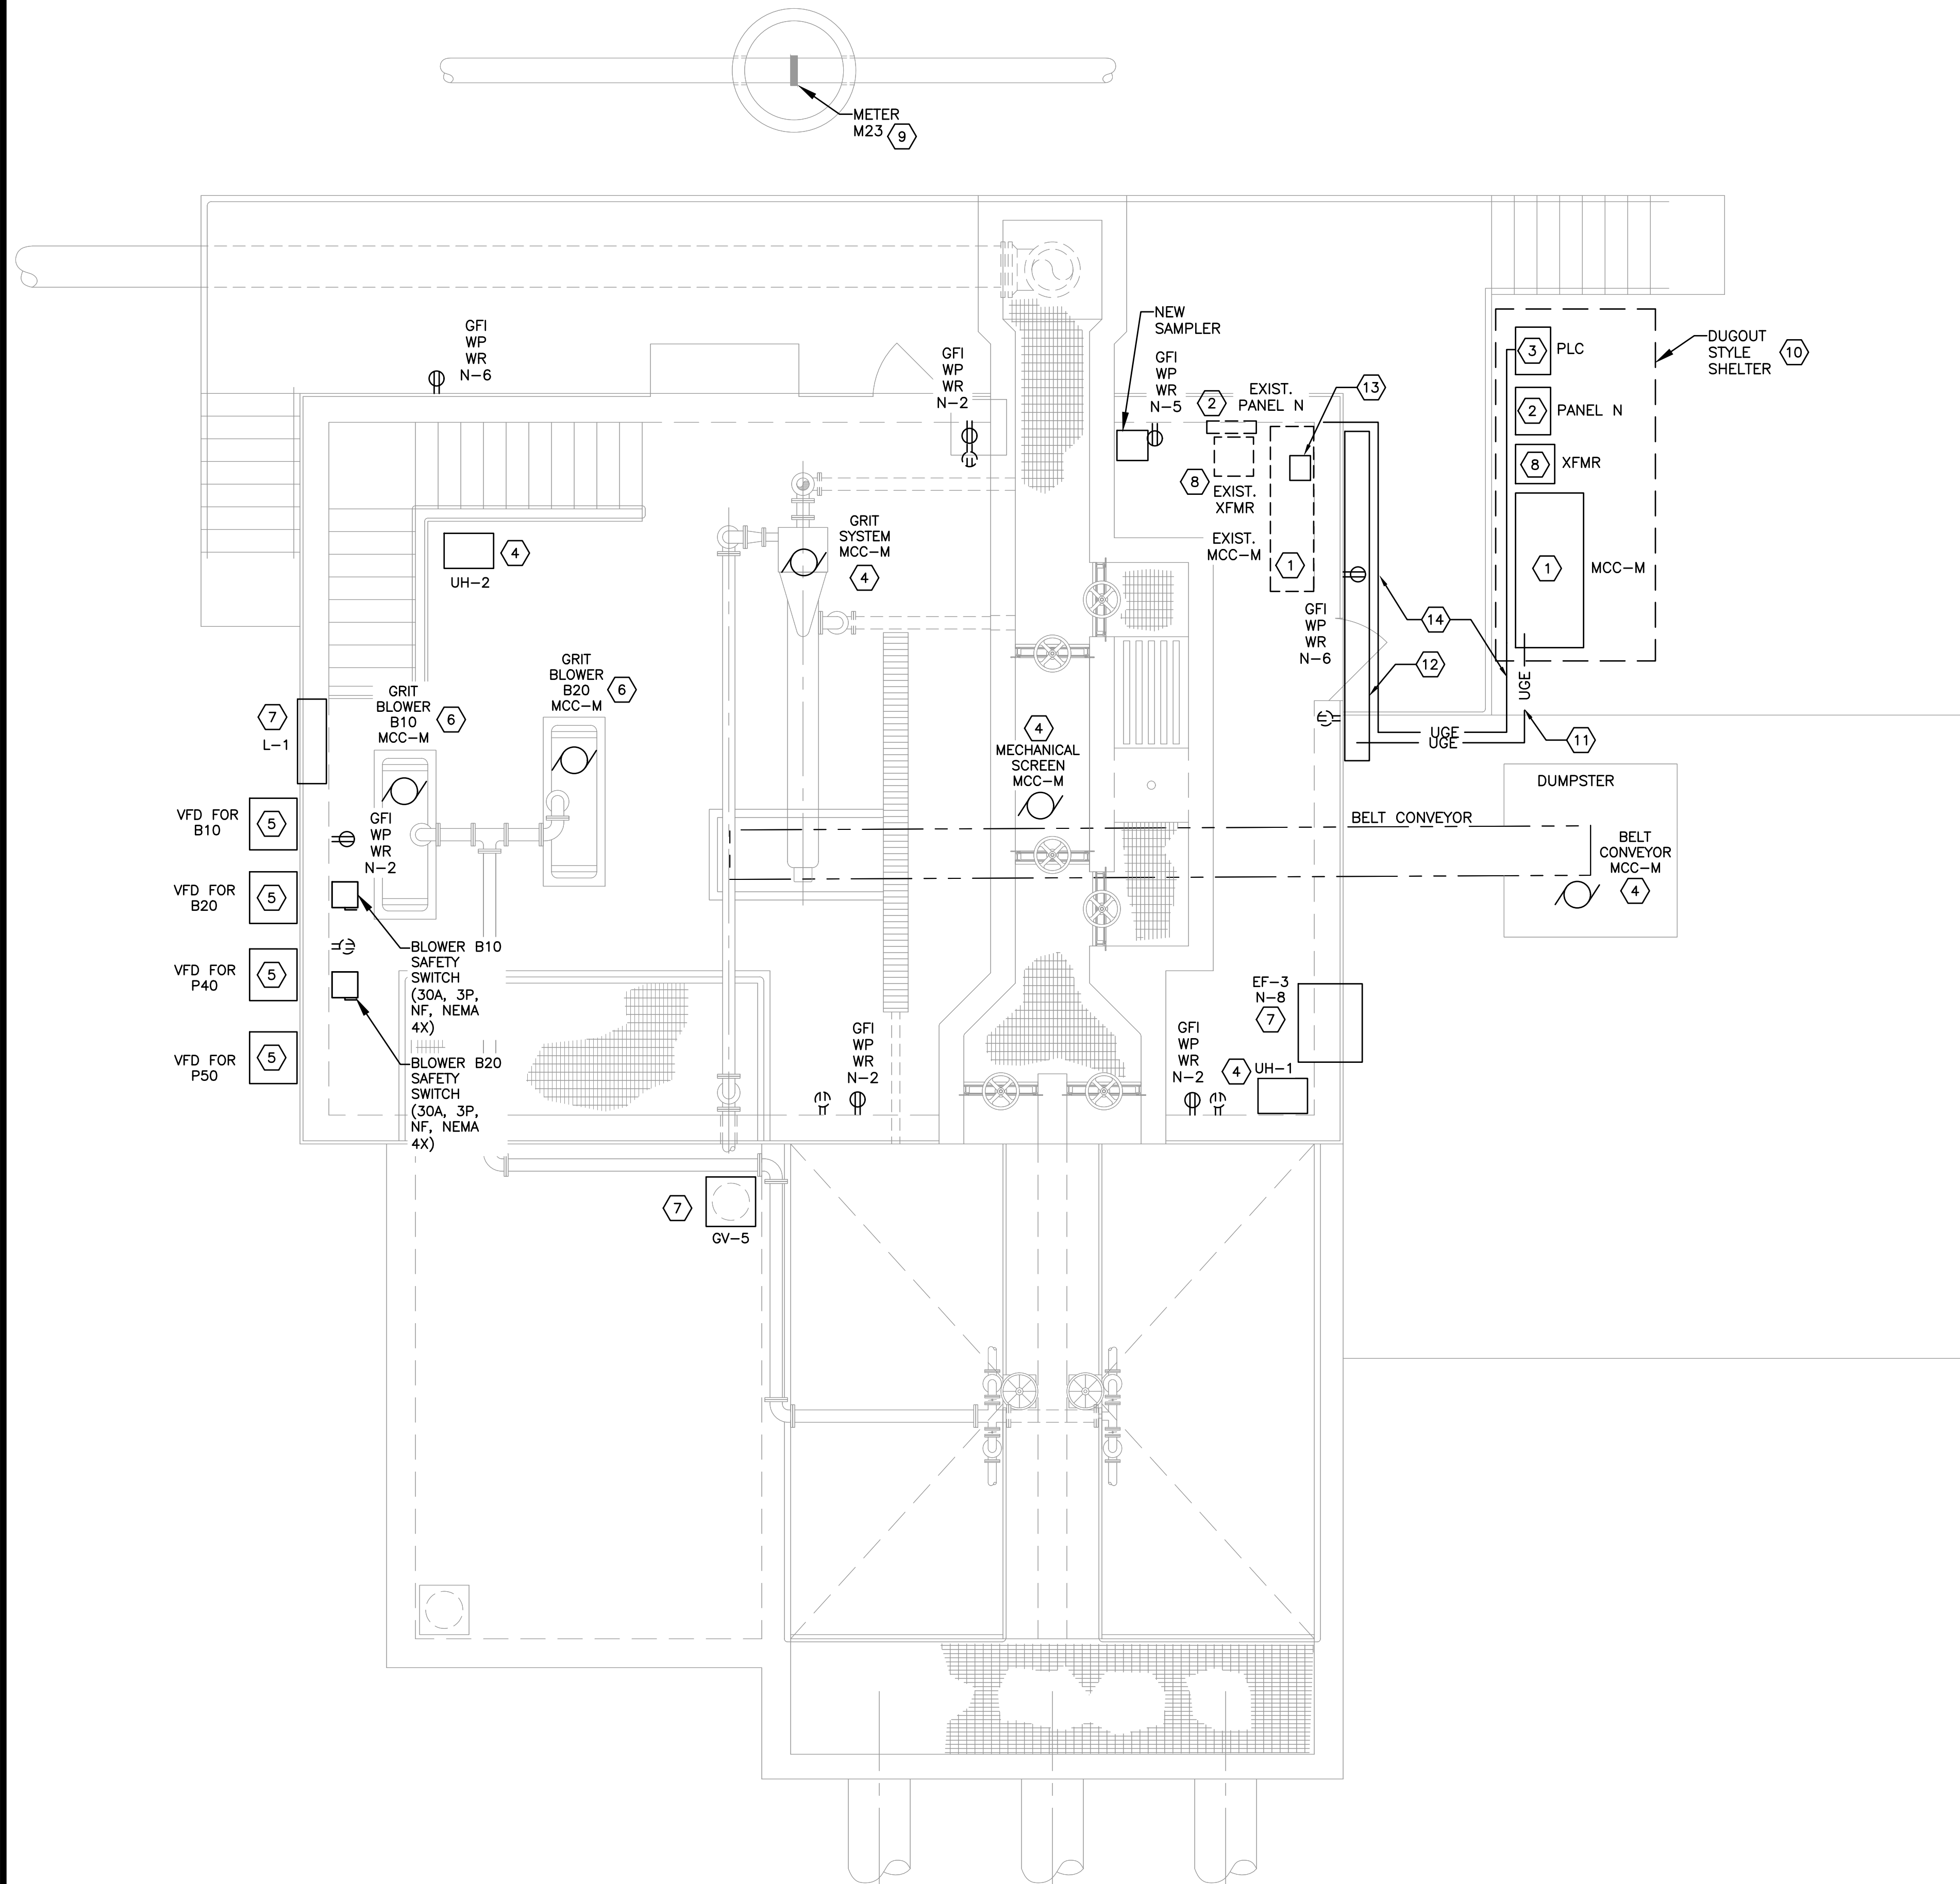 METER
M23
9
GFI
WP
WR
N-6
GFI
WP
WR
N-2
NEW
SAMPLER
GFI
WP
WR
N-5
2
EXIST.
PANEL N
13
3
PLC
DUGOUT
STYLE
SHELTER
10
2
PANEL N
8
XFMR
8
EXIST.
XFMR
EXIST.
MCC-M
1
1
MCC-M
GRIT
SYSTEM
MCC-M
4
4
UH-2
GFI
WP
WR
N-6
14
12
UGE
UGE
UGE
11
GRIT
BLOWER
B20
MCC-M
6
GRIT
BLOWER
B10
MCC-M
6
7
L-1
4
MECHANICAL
SCREEN
MCC-M
DUMPSTER
BELT CONVEYOR
BELT
CONVEYOR
MCC-M
4
VFD FOR
B10
5
GFI
WP
WR
N-2
VFD FOR
B20
5
BLOWER B10
SAFETY
SWITCH
(30A, 3P,
NF, NEMA
4X)
VFD FOR
P40
5
EF-3
N-8
7
VFD FOR
P50
5
BLOWER B20
SAFETY
SWITCH
(30A, 3P,
NF, NEMA
4X)
GFI
WP
WR
N-2
GFI
WP
WR
N-2
4
UH-1
7
GV-5